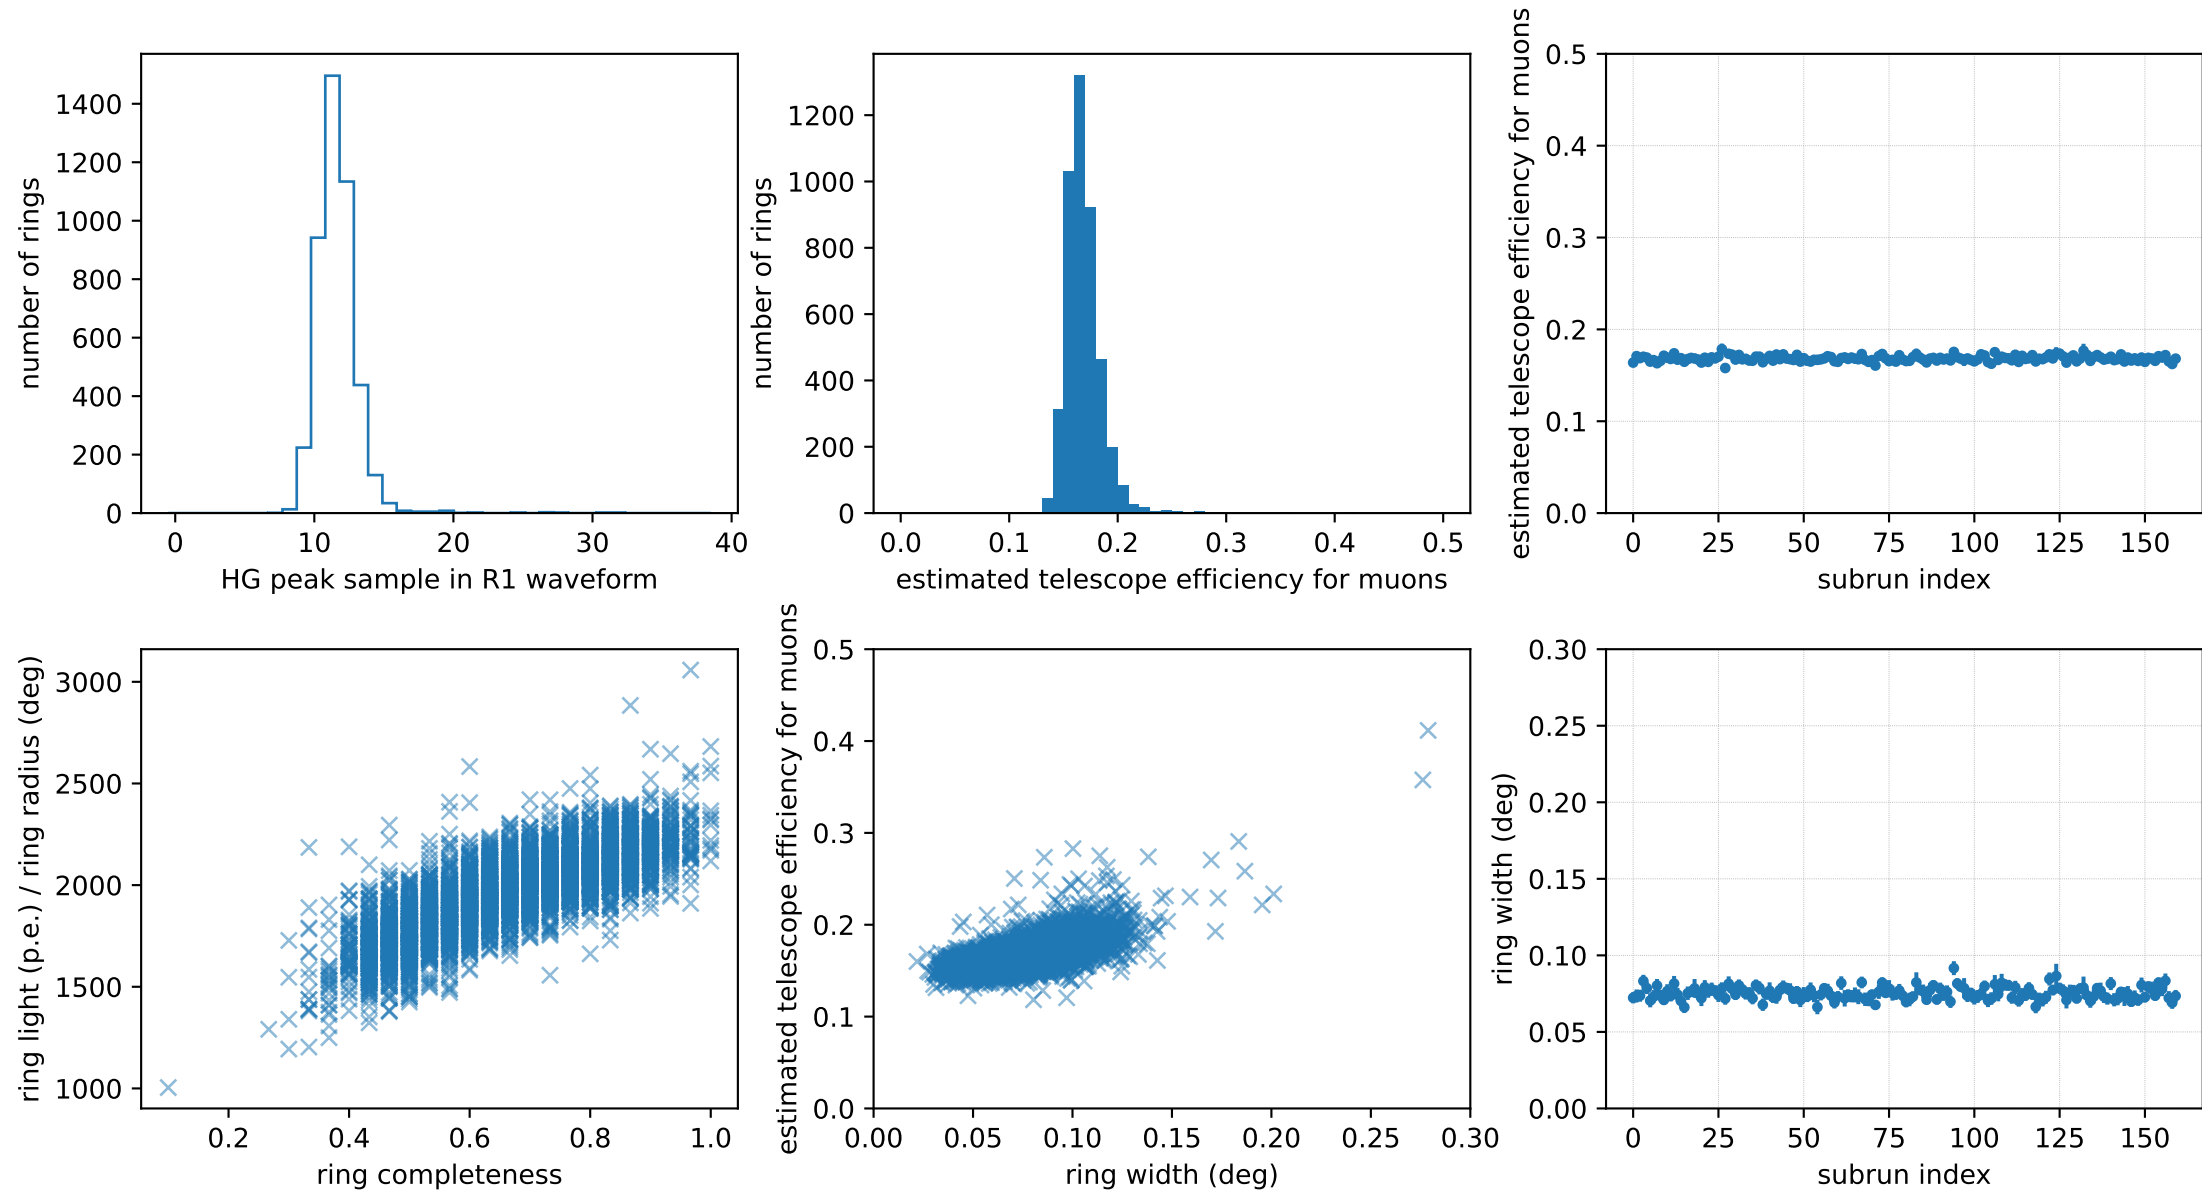 number of rings
1400
1200
1000
800
600
400
200
0
0 10 20 30 40
HG peak sample in R1 waveform
number of rings
1200
1000
800
600
400
200
0
0.0 0.1 0.2 0.3 0.4 0.5
estimated telescope efficiency for muons
estimated telescope efficiency for muons
0.5
0.4
0.3
0.2
0.1
0.0
0 25 50 75 100 125 150
subrun index
ring light (p.e.) / ring radius (deg)
3000
2500
2000
1500
1000
0.2 0.4 0.6 0.8 1.0
ring completeness
estimated telescope efficiency for muons
0.5
0.4
0.3
0.2
0.1
0.0
0.00 0.05 0.10 0.15 0.20 0.25 0.30
ring width (deg)
ring width (deg)
0.30
0.25
0.20
0.15
0.10
0.05
0.00
0 25 50 75 100 125 150
subrun index